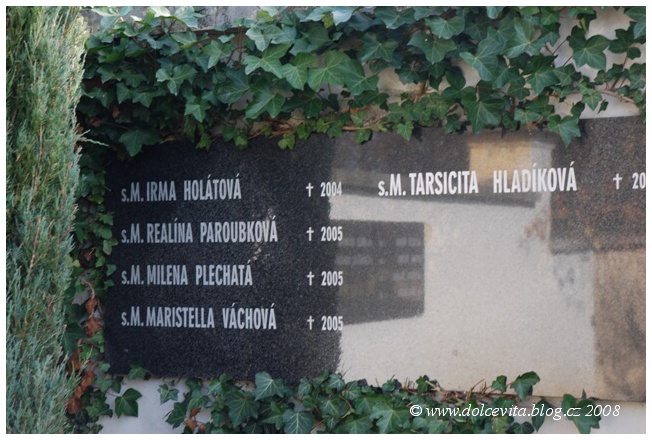 s.M. IRMA HOLÁTOVÁ † 2004
s.M. REALÍNA PAROUBKOVÁ † 2005
s.M. MILENA PLECHATÁ † 2005
s.M. MARISTELLA VÁCHOVÁ † 2005
s.M. TARSICITA HLADÍKOVÁ † 20
© www.dolcevita.blog.cz 2008